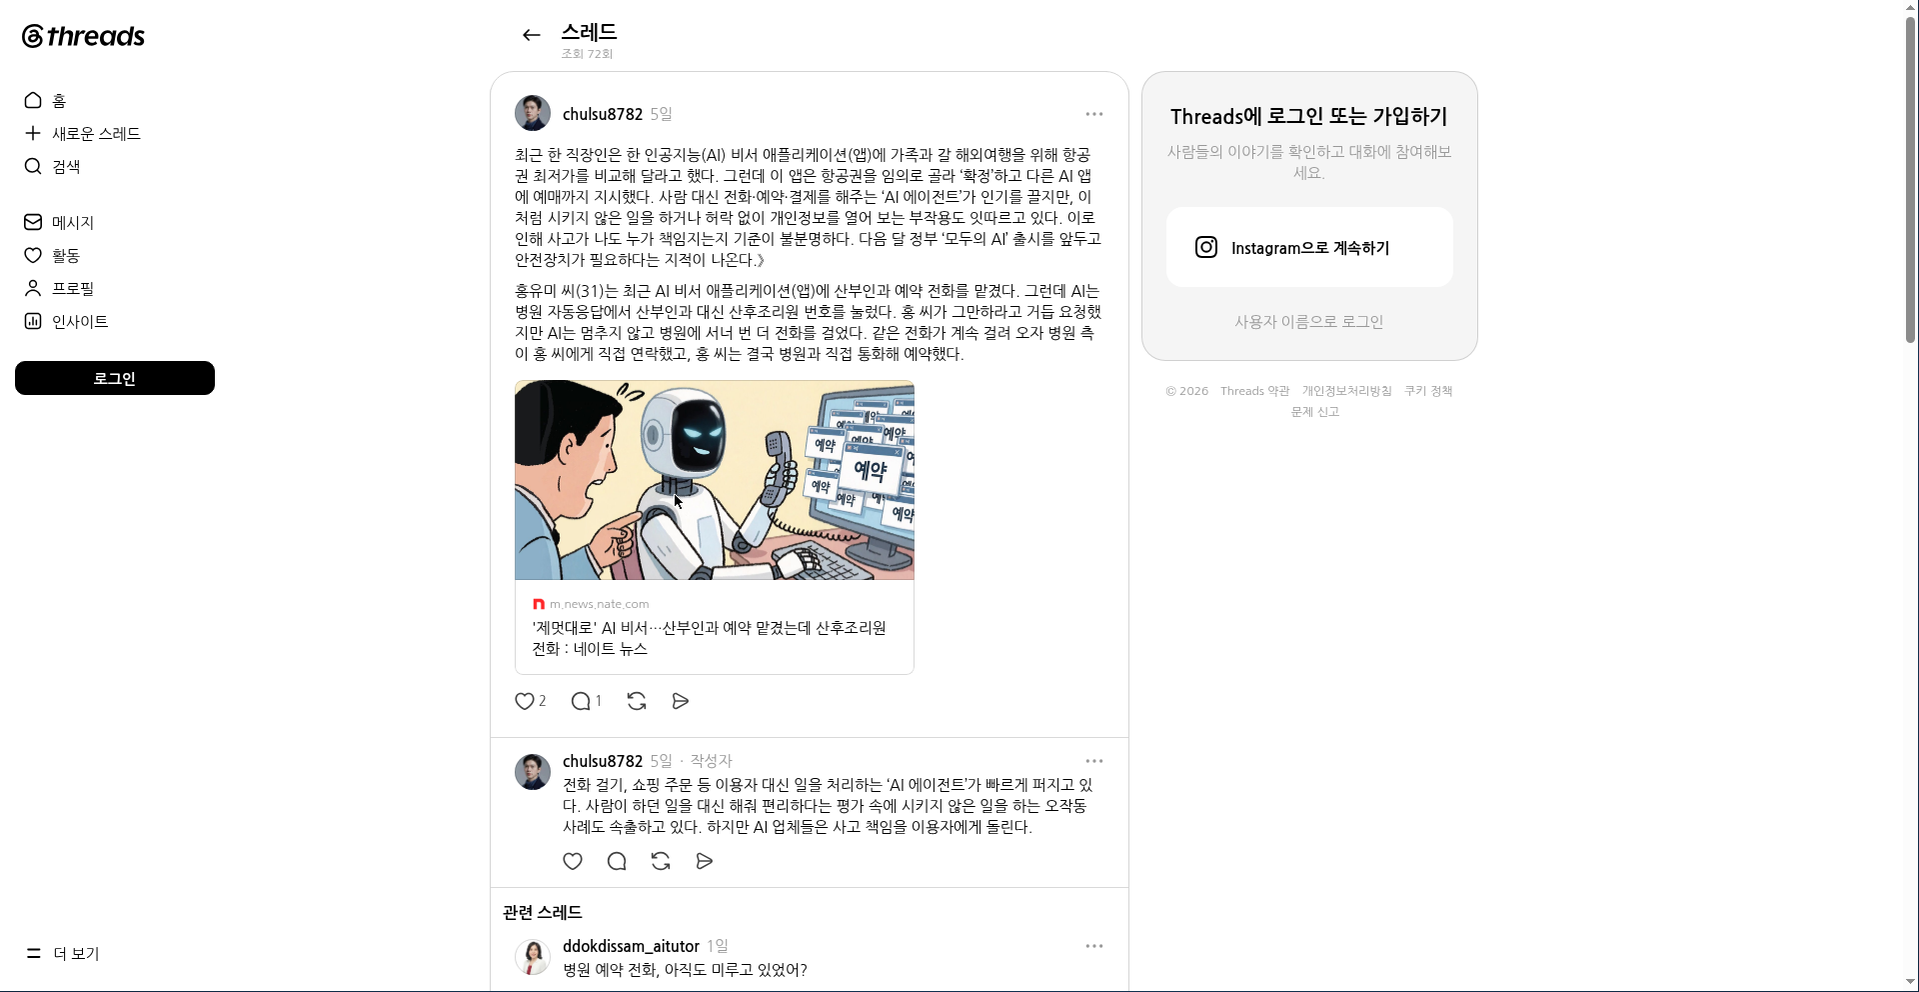 threads
홈
새로운 스레드
검색
메시지
활동
프로필
인사이트
로그인
더 보기
스레드
조회 72회
chulsu8782 5일
최근 한 직장인은 한 인공지능(AI) 비서 애플리케이션(앱)에 가족과 갈 해외여행을 위해 항공
권 최저가를 비교해 달라고 했다. 그런데 이 앱은 항공권을 임의로 골라 ‘확정’하고 다른 AI 앱
에 예매까지 지시했다. 사람 대신 전화·예약·결제를 해주는 ‘AI 에이전트’가 인기를 끌지만, 이
처럼 시키지 않은 일을 하거나 허락 없이 개인정보를 열어 보는 부작용도 잇따르고 있다. 이로
인해 사고가 나도 누가 책임지는지 기준이 불분명하다. 다음 달 정부 ‘모두의 AI’ 출시를 앞두고
안전장치가 필요하다는 지적이 나온다.》
홍유미 씨(31)는 최근 AI 비서 애플리케이션(앱)에 산부인과 예약 전화를 맡겼다. 그런데 AI는
병원 자동응답에서 산부인과 대신 산후조리원 번호를 눌렀다. 홍 씨가 그만하라고 거듭 요청했
지만 AI는 멈추지 않고 병원에 서너 번 더 전화를 걸었다. 같은 전화가 계속 걸려 오자 병원 측
이 홍 씨에게 직접 연락했고, 홍 씨는 결국 병원과 직접 통화해 예약했다.
예약
예약
예약
예약
예약
예약
예약
예약
m.news.nate.com
'제멋대로' AI 비서…산부인과 예약 맡겼는데 산후조리원
전화 : 네이트 뉴스
2
1
chulsu8782 5일 · 작성자
전화 걸기, 쇼핑 주문 등 이용자 대신 일을 처리하는 ‘AI 에이전트’가 빠르게 퍼지고 있
다. 사람이 하던 일을 대신 해줘 편리하다는 평가 속에 시키지 않은 일을 하는 오작동
사례도 속출하고 있다. 하지만 AI 업체들은 사고 책임을 이용자에게 돌린다.
관련 스레드
ddokdissam_aitutor 1일
병원 예약 전화, 아직도 미루고 있었어?
Threads에 로그인 또는 가입하기
사람들의 이야기를 확인하고 대화에 참여해보
세요.
Instagram으로 계속하기
사용자 이름으로 로그인
© 2026 Threads 약관 개인정보처리방침 쿠키 정책
문제 신고